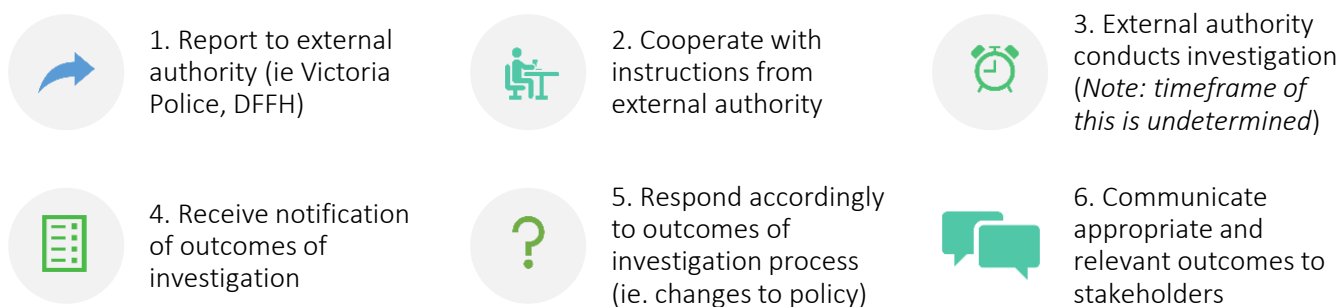 1. Report to external
authority (ie Victoria
Police, DFFH)
2. Cooperate with
instructions from
external authority
3. External authority
conducts investigation
(Note: timeframe of
this is undetermined)
4. Receive notification
of outcomes of
investigation
5. Respond accordingly
to outcomes of
investigation process
(ie. changes to policy)
6. Communicate
appropriate and
relevant outcomes to
stakeholders